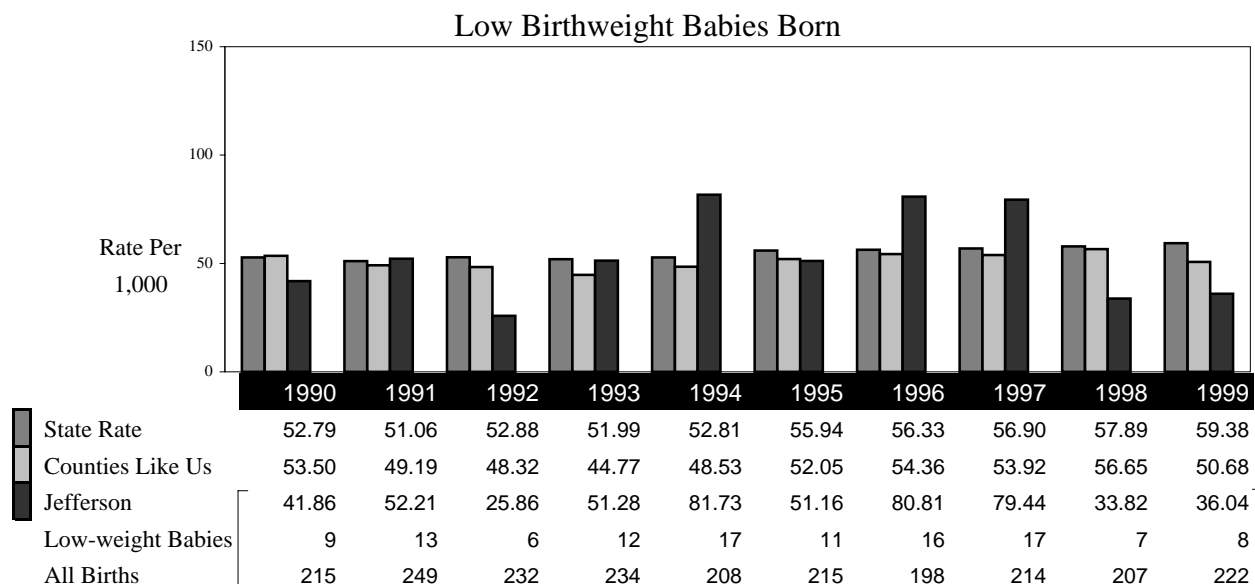 Low Birthweight Babies Born
150
100
Rate Per
1,000
50
0
1990 1991 1992 1993 1994 1995 1996 1997 1998 1999
State Rate 52.79 51.06 52.88 51.99 52.81 55.94 56.33 56.90 57.89 59.38
Counties Like Us 53.50 49.19 48.32 44.77 48.53 52.05 54.36 53.92 56.65 50.68
Jefferson 41.86 52.21 25.86 51.28 81.73 51.16 80.81 79.44 33.82 36.04
Low-weight Babies 9 13 6 12 17 11 16 17 7 8
All Births 215 249 232 234 208 215 198 214 207 222